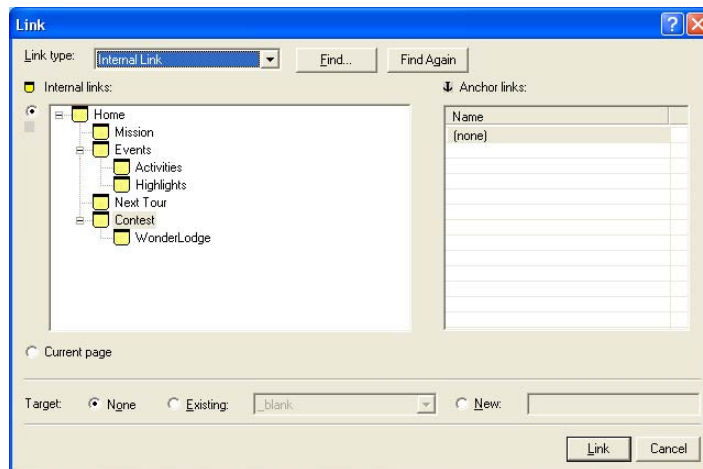 Link
Link type: Internal Link Find... Find Again
Internal links: Anchor links:
Home
Mission
Events
Activities
Highlights
Next Tour
Contest
WonderLodge
Name
(none)
Current page
Target: None Existing: _blank New:
Link Cancel